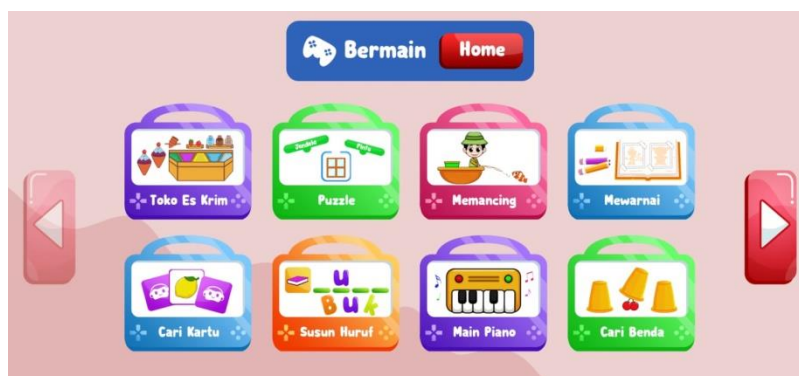 Bermain Home
Toko Es Krim Puzzle Memancing Mewarnai
U
B U K
Cari Kartu Susun Huruf Main Piano Cari Benda